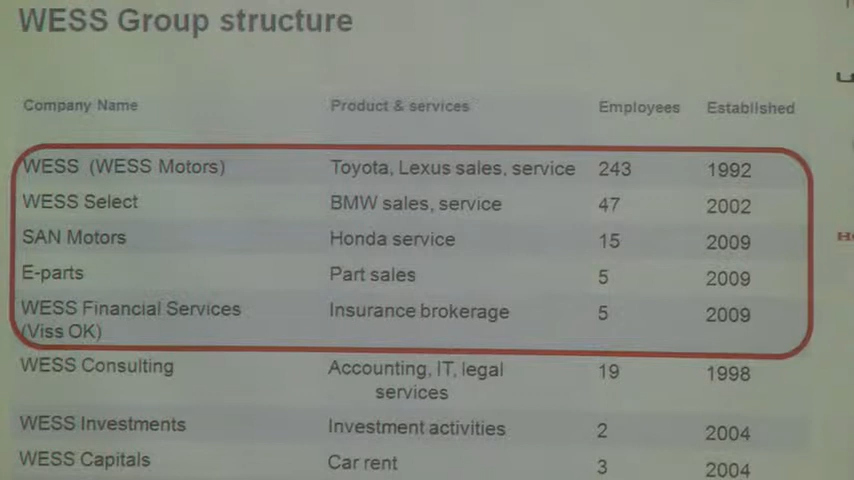 WESS Group structure
Company Name Product & services Employees Established
WESS (WESS Motors) Toyota, Lexus sales, service 243 1992
WESS Select BMW sales, service 47 2002
SAN Motors Honda service 15 2009
E-parts Part sales 5 2009
WESS Financial Services Insurance brokerage 5 2009
(Viss OK)
WESS Consulting Accounting, IT, legal 19 1998
services
WESS Investments Investment activities 2 2004
WESS Capitals Car rent 3 2004